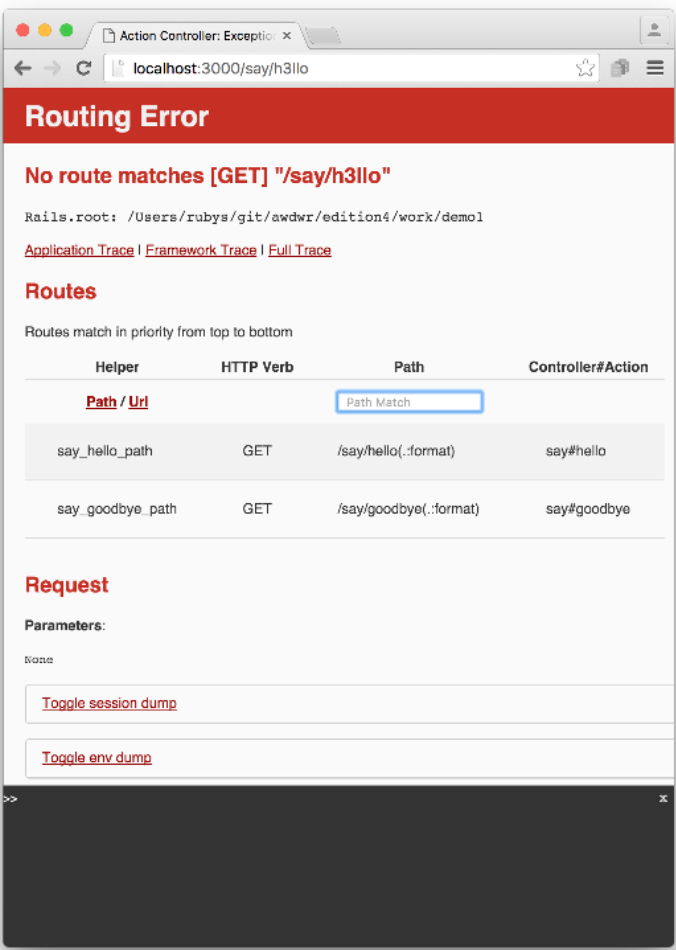 Action Controller: Exception
localhost:3000/say/h3llo
Routing Error
No route matches [GET] "/say/h3llo"
Rails.root: /Users/rubys/git/awdwr/edition4/work/demo1
Application Trace | Framework Trace | Full Trace
Routes
Routes match in priority from top to bottom
Helper HTTP Verb Path Controller#Action
Path / Url Path Match
say_hello_path GET /say/hello(.:format) say#hello
say_goodbye_path GET /say/goodbye(.:format) say#goodbye
Request
Parameters:
None
Toggle session dump
Toggle env dump
>> x